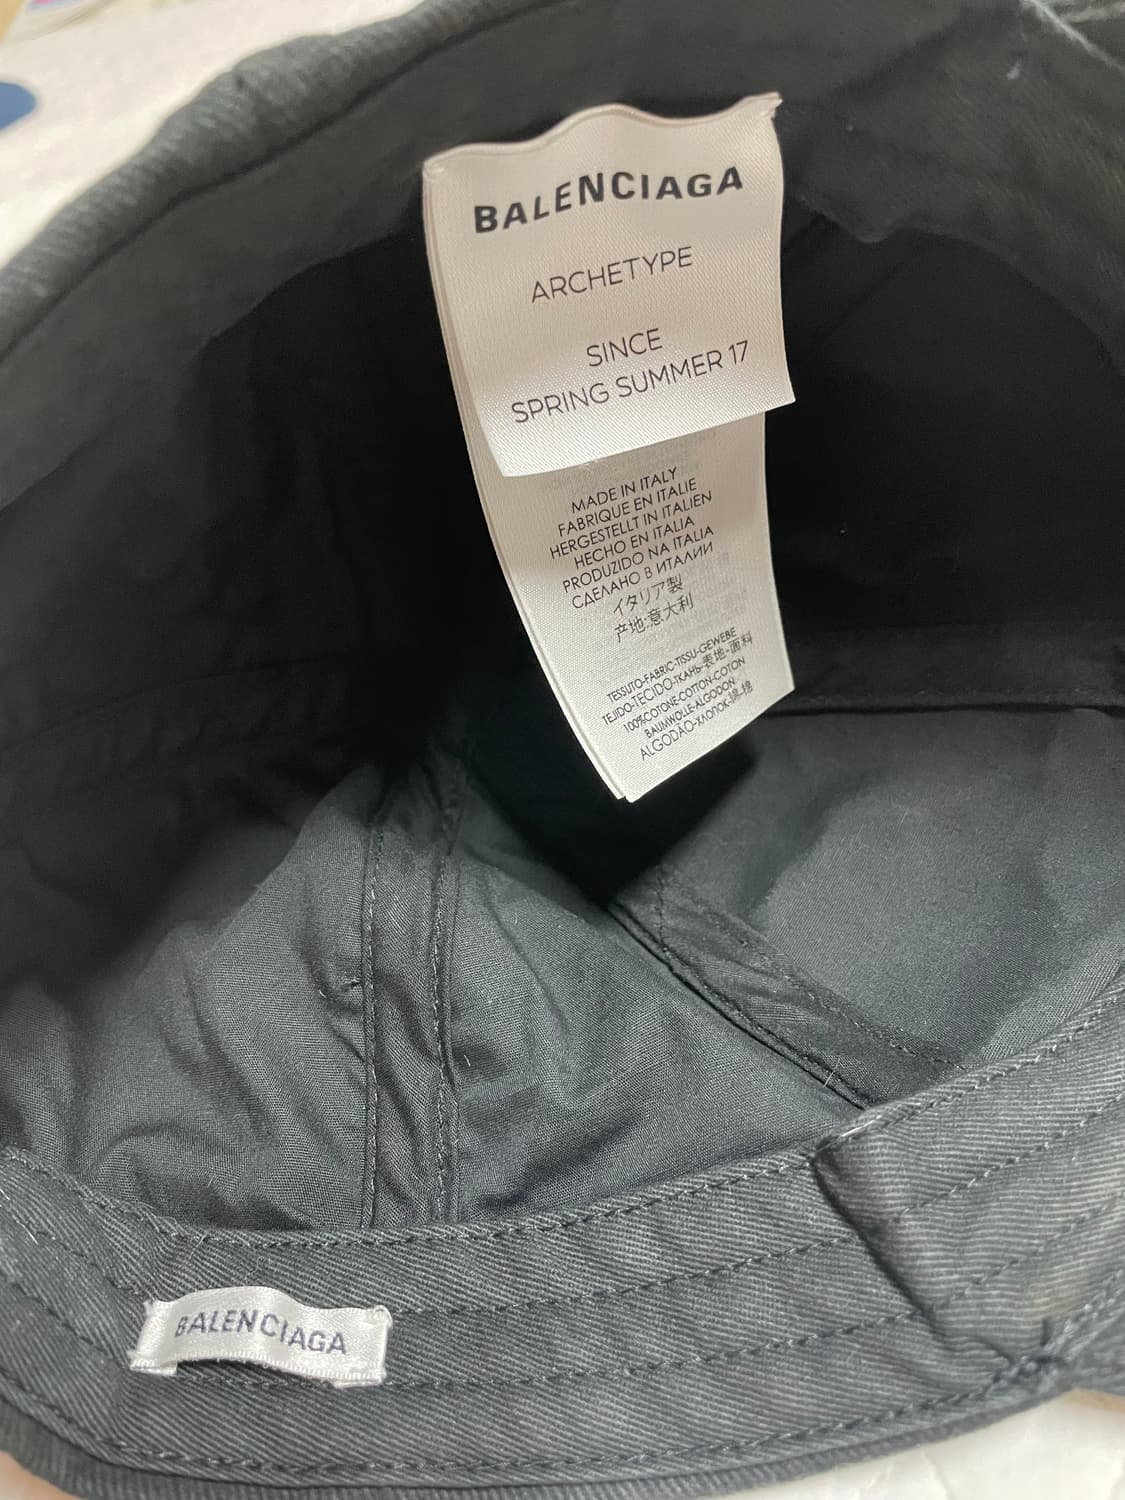 BALENCIAGA
ARCHETYPE
SINCE
SPRING SUMMER 17
MADE IN ITALY
FABRIQUE EN ITALIE
HERGESTELLT IN ITALIEN
HECHO EN ITALIA
PRODUZIDO NA ITALIA
СДЕЛАНО В ИТАЛИИ
イタリア製
产地:意大利
TESSUTO-FABRIC-TISSU-GEWEBE
TEJIDO-TECIDO-ТКАНЬ-表地-面料
100%COTONE-COTTON-COTON
BAUMWOLLE-ALGODON
ALGODÃO-ХЛОПОК-綿-棉
BALENCIAGA